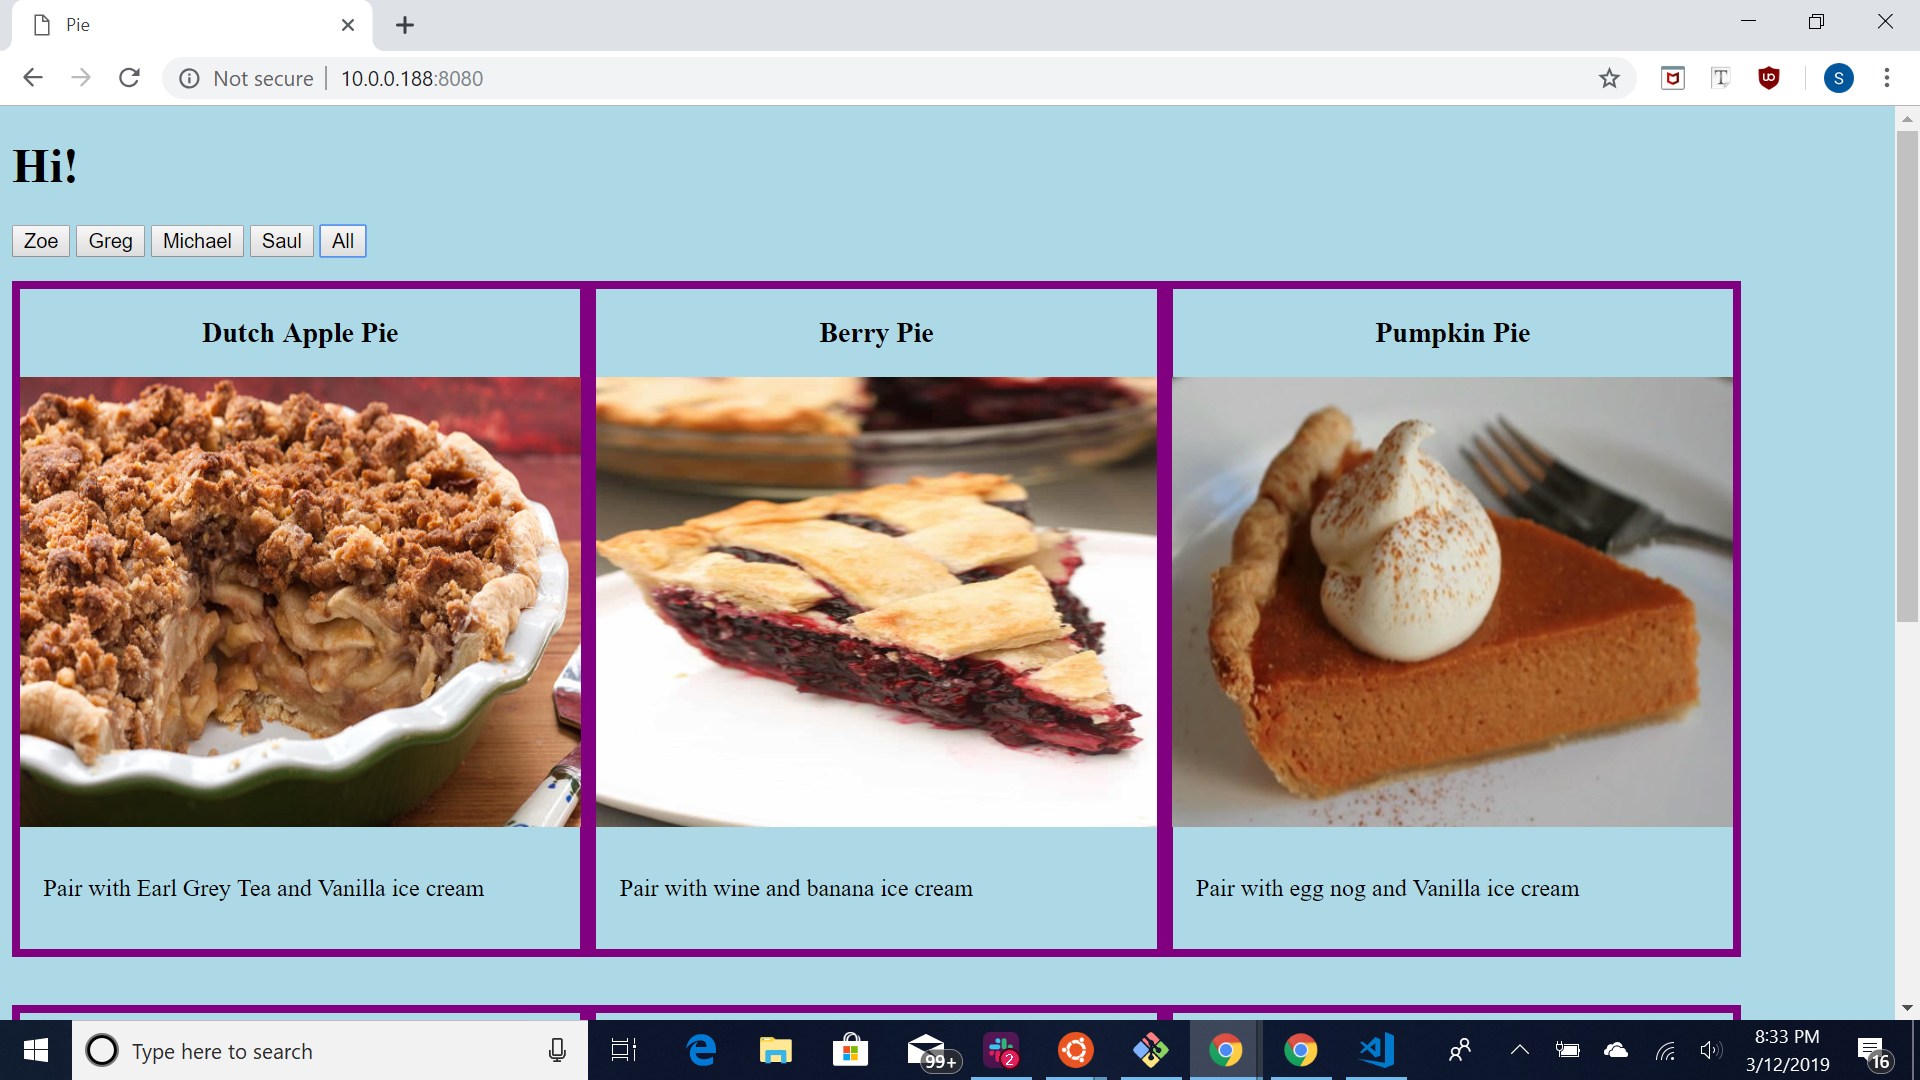 Pie
Not secure 10.0.0.188:8080
S
Hi!
Zoe Greg Michael Saul All
Dutch Apple Pie Berry Pie Pumpkin Pie
Pair with Earl Grey Tea and Vanilla ice cream Pair with wine and banana ice cream Pair with egg nog and Vanilla ice cream
Type here to search
99+
2
8:33 PM
3/12/2019
16